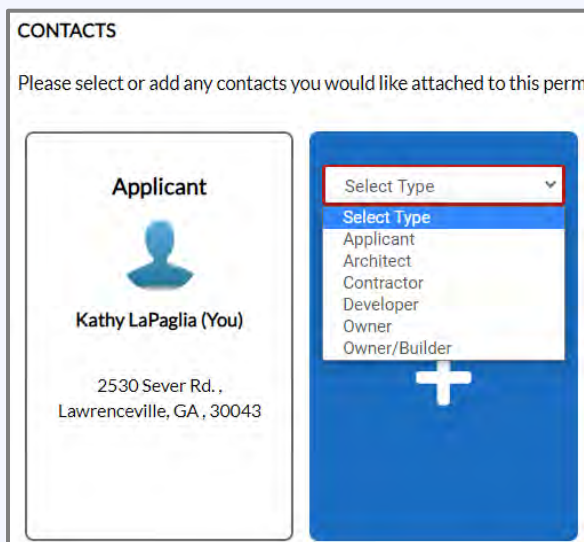 CONTACTS
Please select or add any contacts you would like attached to this perm
Applicant
Kathy LaPaglia (You)
2530 Sever Rd. ,
Lawrenceville, GA , 30043
Select Type
Select Type
Applicant
Architect
Contractor
Developer
Owner
Owner/Builder